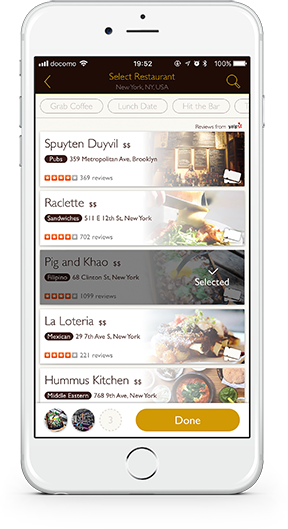 docomo 19:52 100%
Select Restaurant
New York, NY, USA
Grab Coffee Lunch Date Hit the Bar
Reviews from yelp
Spuyten Duyvil $$
Pubs 359 Metropolitan Ave, Brooklyn
369 reviews
Raclette $$
Sandwiches 511 E 12th St, New York
702 reviews
Pig and Khao $$
Filipino 68 Clinton St, New York
Selected
1099 reviews
La Loteria $$
Mexican 29 7th Ave S, New York
221 reviews
Hummus Kitchen $$
Middle Eastern 768 9th Ave, New York
3 Done